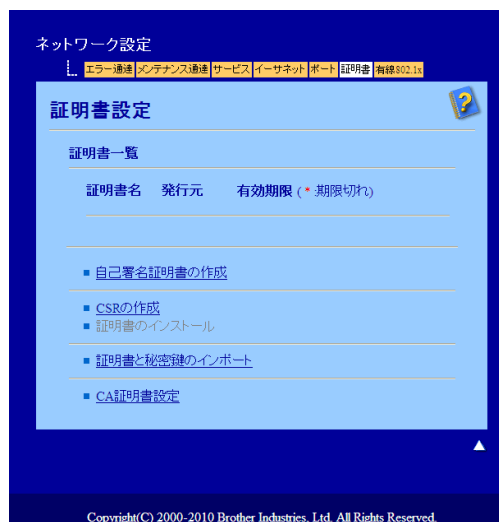 ネットワーク設定
エラー通達 メンテナンス通達 サービス イーサネット ポート 証明書 有線802.1x
証明書設定
証明書一覧
証明書名 発行元 有効期限 (*:期限切れ)
自己署名証明書の作成
CSRの作成
証明書のインストール
証明書と秘密鍵のインポート
CA証明書設定
Copyright(C) 2000-2010 Brother Industries, Ltd. All Rights Reserved.